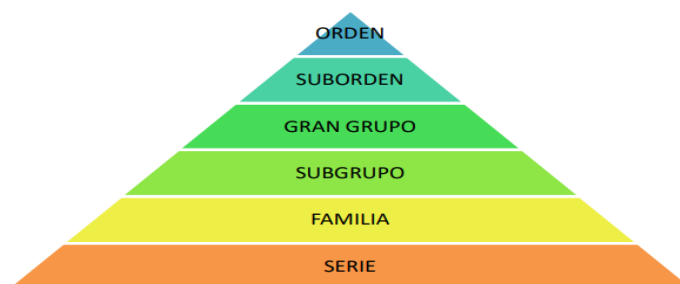 ORDEN
SUBORDEN
GRAN GRUPO
SUBGRUPO
FAMILIA
SERIE